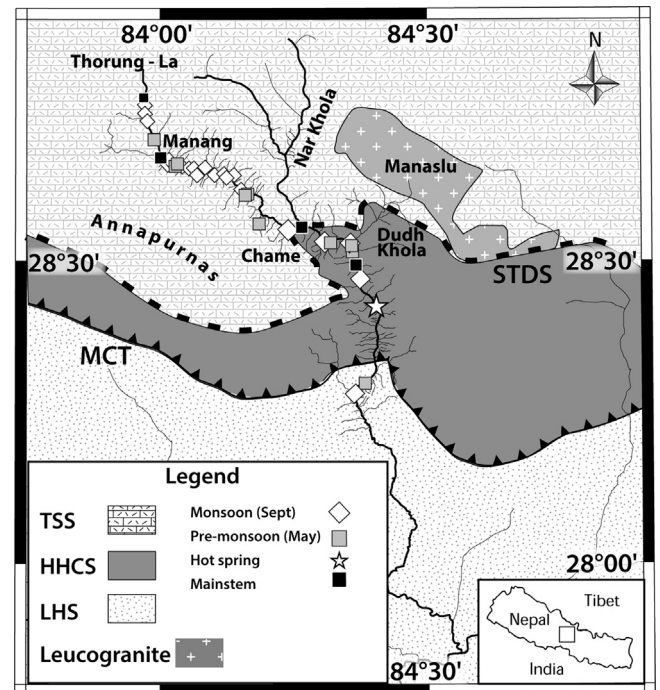 84°00'
84°30'
Thorung - La
N
Nar Khola
Manang
Manaslu
Annapurnas
Chame
Dudh
Khola
28°30'
28°30'
STDS
MCT
Legend
TSS
HHCS
LHS
Leucogranite
Monsoon (Sept)
Pre-monsoon (May)
Hot spring
Mainstem
28°00'
Nepal
Tibet
India
84°30'